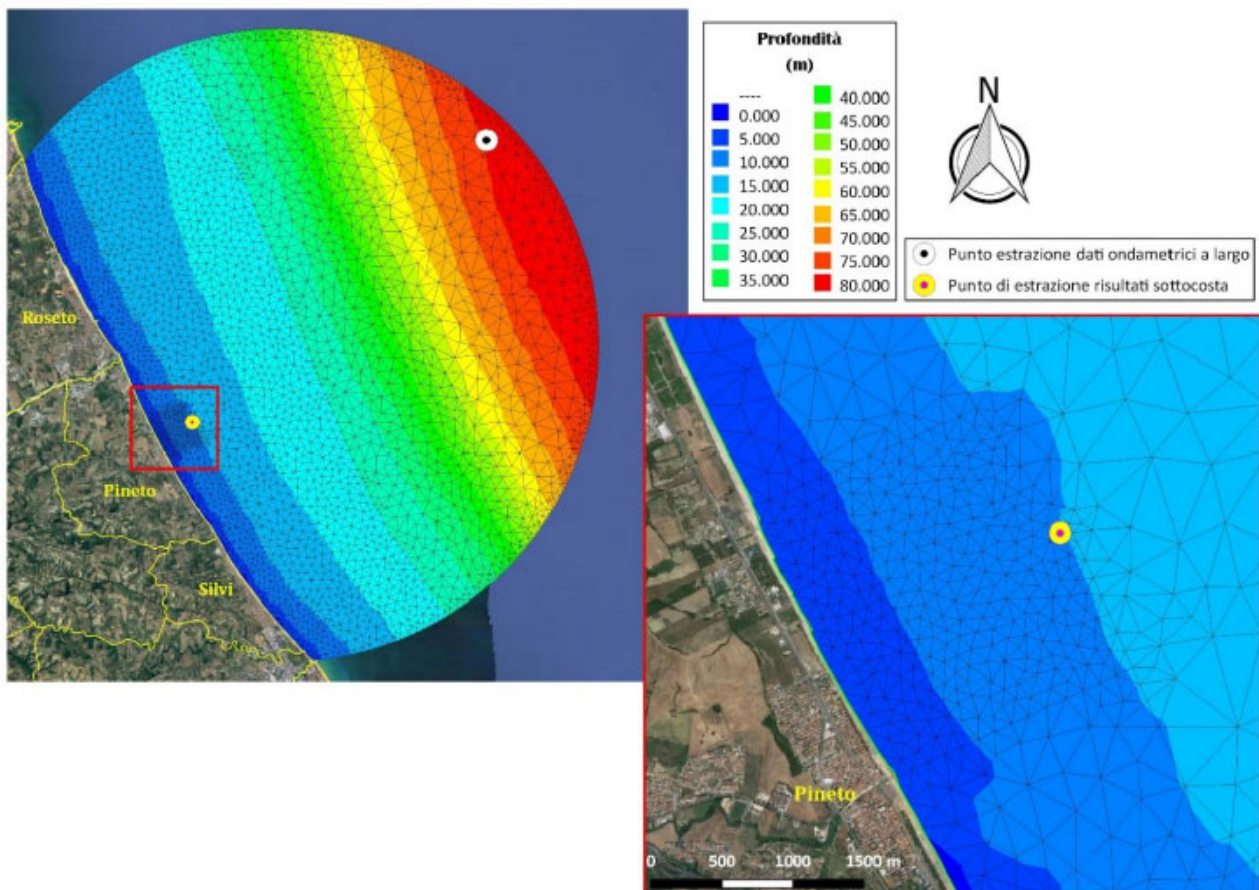 Profondità
(m)
----
0.000
5.000
10.000
15.000
20.000
25.000
30.000
35.000
40.000
45.000
50.000
55.000
60.000
65.000
70.000
75.000
80.000
N
Punto estrazione dati ondametrici a largo
Punto di estrazione risultati sottocosta
Roseto
Pineto
Silvi
Pineto
0 500 1000 1500 m